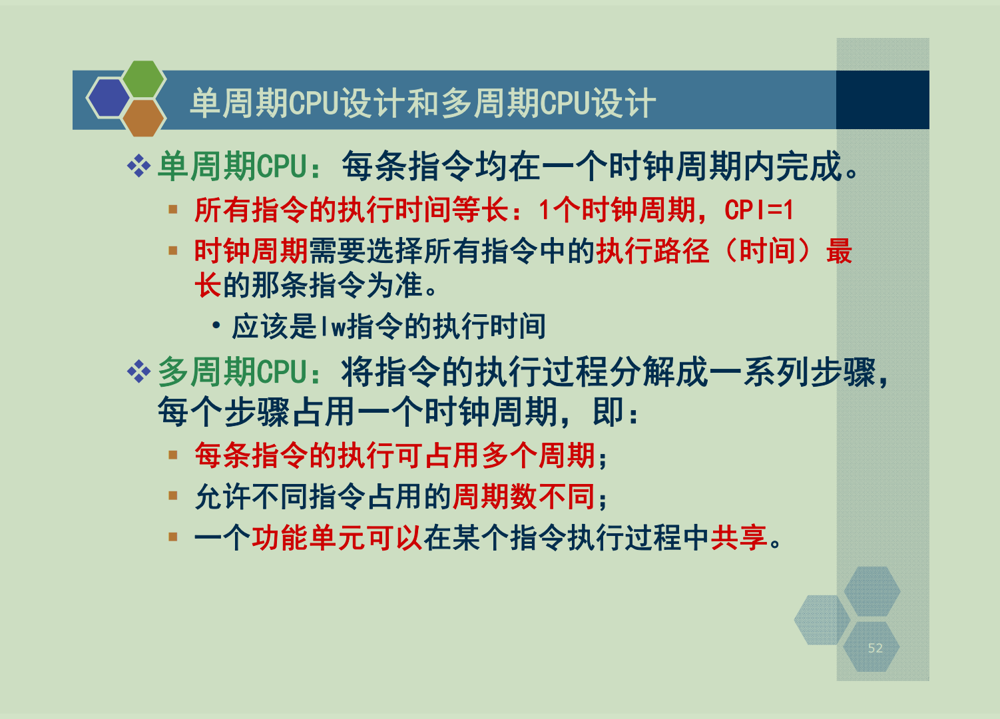 单周期CPU设计和多周期CPU设计
单周期CPU：每条指令均在一个时钟周期内完成。
所有指令的执行时间等长：1个时钟周期，CPI=1
时钟周期需要选择所有指令中的执行路径（时间）最
长的那条指令为准。
• 应该是lw指令的执行时间
多周期CPU：将指令的执行过程分解成一系列步骤，
每个步骤占用一个时钟周期，即：
每条指令的执行可占用多个周期；
允许不同指令占用的周期数不同；
一个功能单元可以在某个指令执行过程中共享。
52